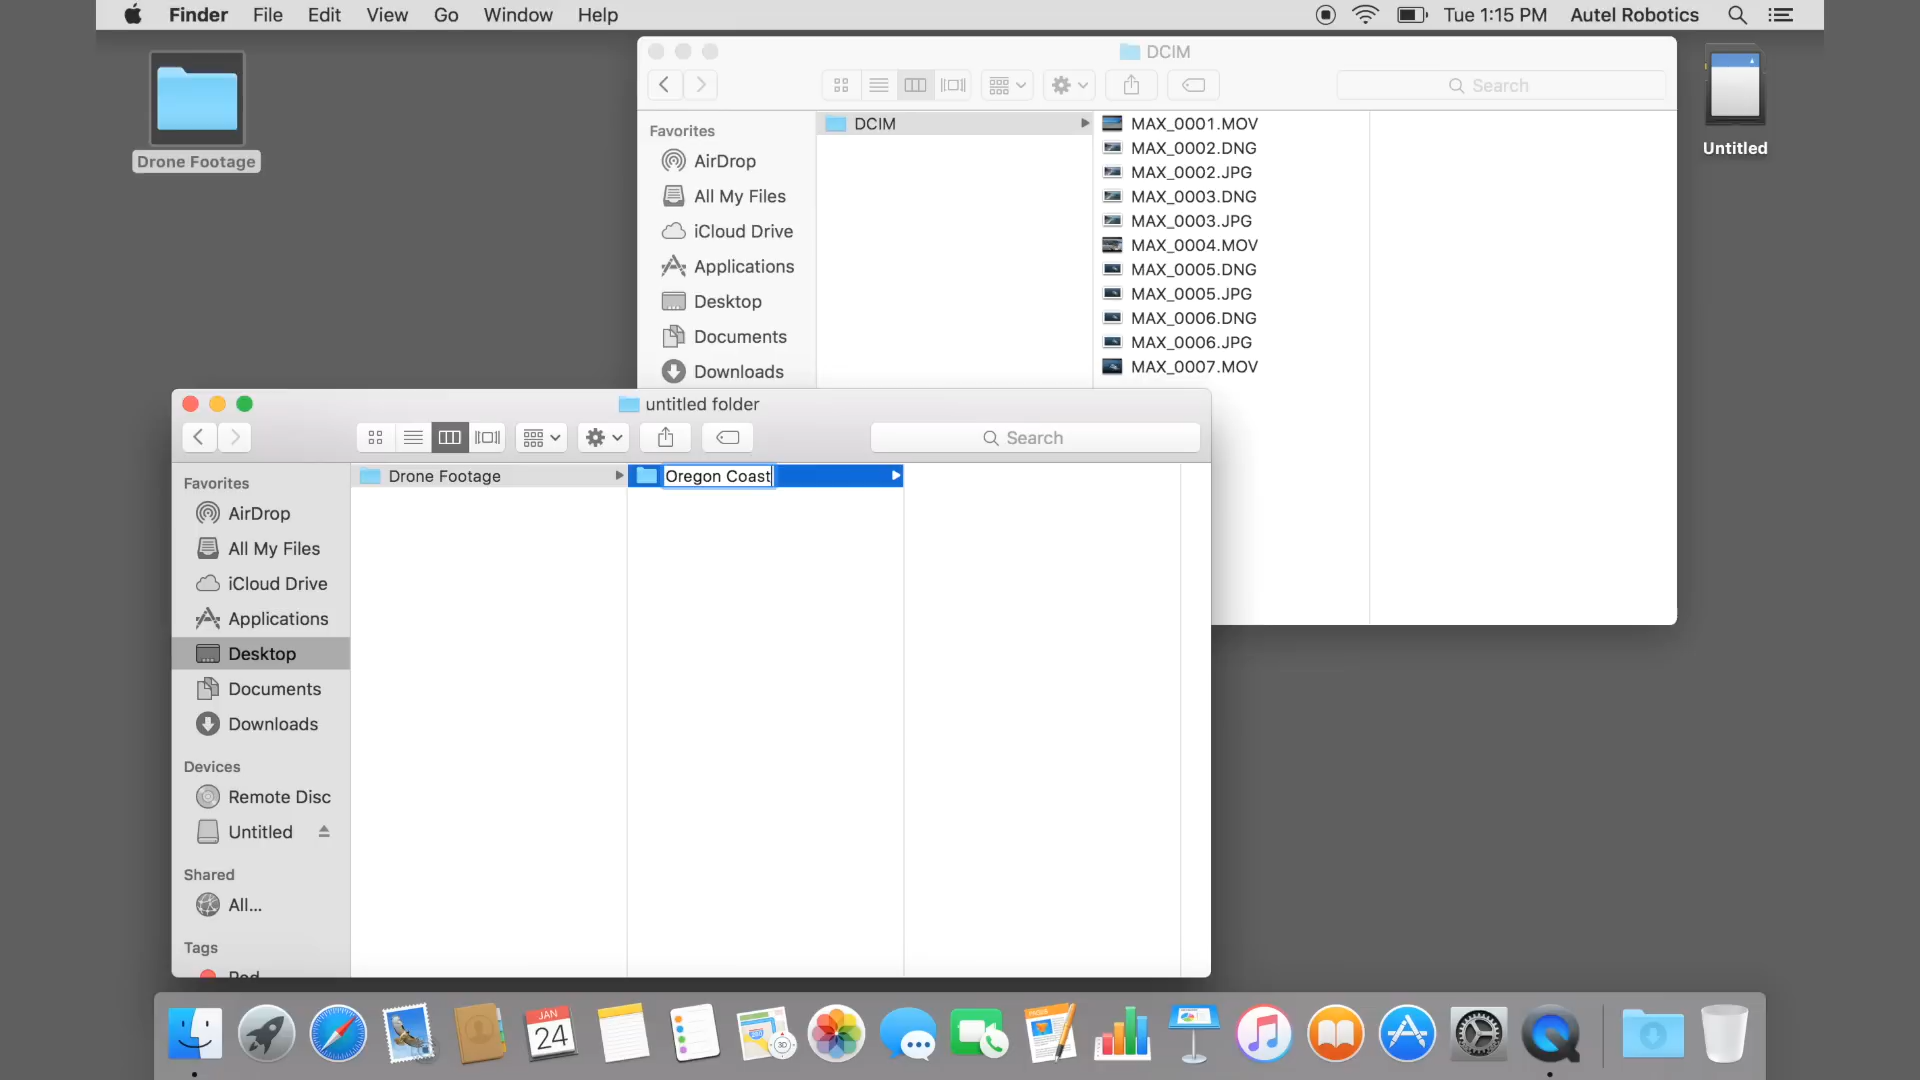 Finder File Edit View Go Window Help Tue 1:15 PM Autel Robotics
Drone Footage
Untitled
DCIM
Search
Favorites
AirDrop
All My Files
iCloud Drive
Applications
Desktop
Documents
Downloads
DCIM
MAX_0001.MOV
MAX_0002.DNG
MAX_0002.JPG
MAX_0003.DNG
MAX_0003.JPG
MAX_0004.MOV
MAX_0005.DNG
MAX_0005.JPG
MAX_0006.DNG
MAX_0006.JPG
MAX_0007.MOV
untitled folder
Search
Favorites
AirDrop
All My Files
iCloud Drive
Applications
Desktop
Documents
Downloads
Devices
Remote Disc
Untitled
Shared
All...
Tags
Red
Drone Footage
Oregon Coast
JAN
24
PAGES
3D